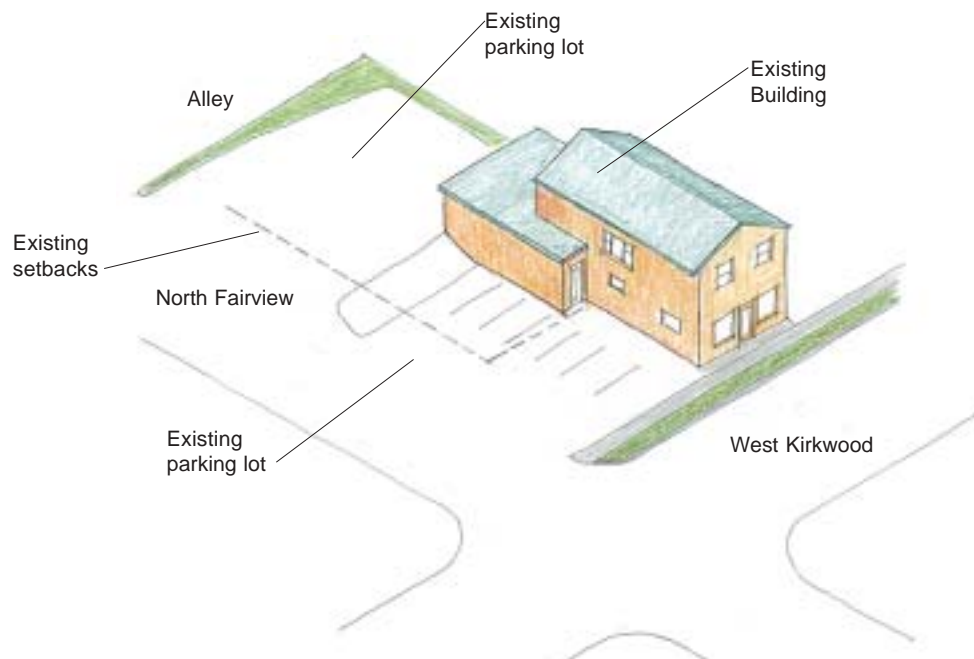 Existing
parking lot
Existing
Building
Alley
Existing
setbacks
North Fairview
Existing
parking lot
West Kirkwood